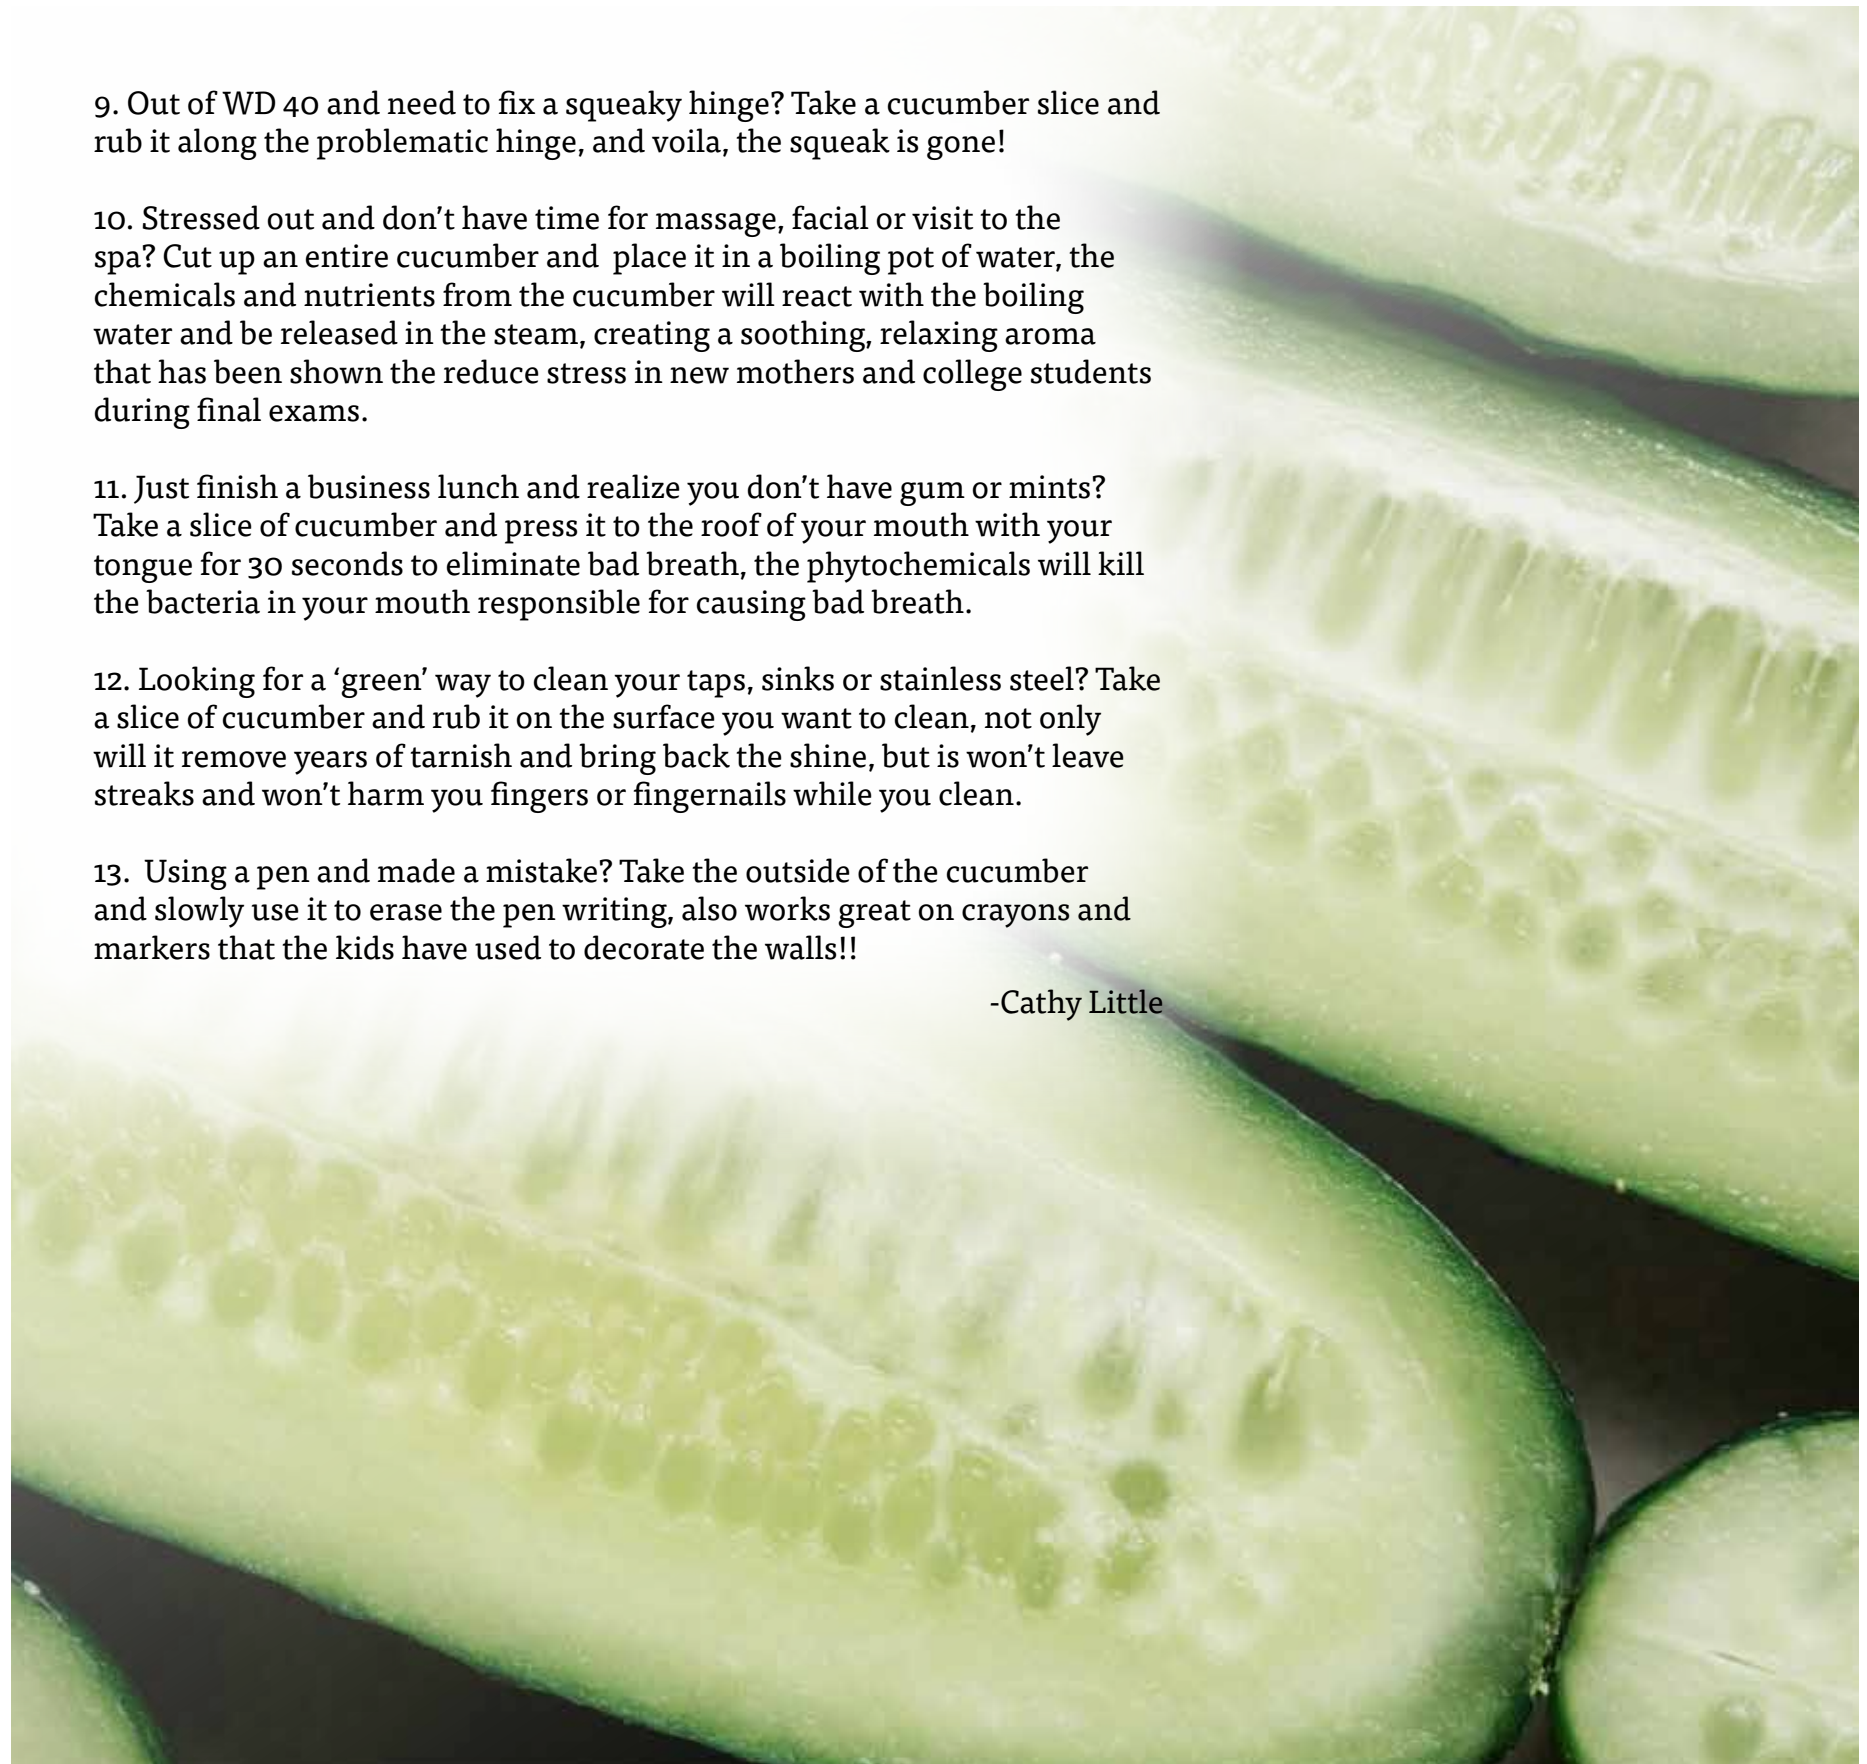 9. Out of WD 40 and need to fix a squeaky hinge? Take a cucumber slice and
rub it along the problematic hinge, and voila, the squeak is gone!
10. Stressed out and don’t have time for massage, facial or visit to the
spa? Cut up an entire cucumber and  place it in a boiling pot of water, the
chemicals and nutrients from the cucumber will react with the boiling
water and be released in the steam, creating a soothing, relaxing aroma
that has been shown the reduce stress in new mothers and college students
during final exams.
11. Just finish a business lunch and realize you don’t have gum or mints?
Take a slice of cucumber and press it to the roof of your mouth with your
tongue for 30 seconds to eliminate bad breath, the phytochemicals will kill
the bacteria in your mouth responsible for causing bad breath.
12. Looking for a ‘green’ way to clean your taps, sinks or stainless steel? Take
a slice of cucumber and rub it on the surface you want to clean, not only
will it remove years of tarnish and bring back the shine, but is won’t leave
streaks and won’t harm you fingers or fingernails while you clean.
13.  Using a pen and made a mistake? Take the outside of the cucumber
and slowly use it to erase the pen writing, also works great on crayons and
markers that the kids have used to decorate the walls!!
-Cathy Little